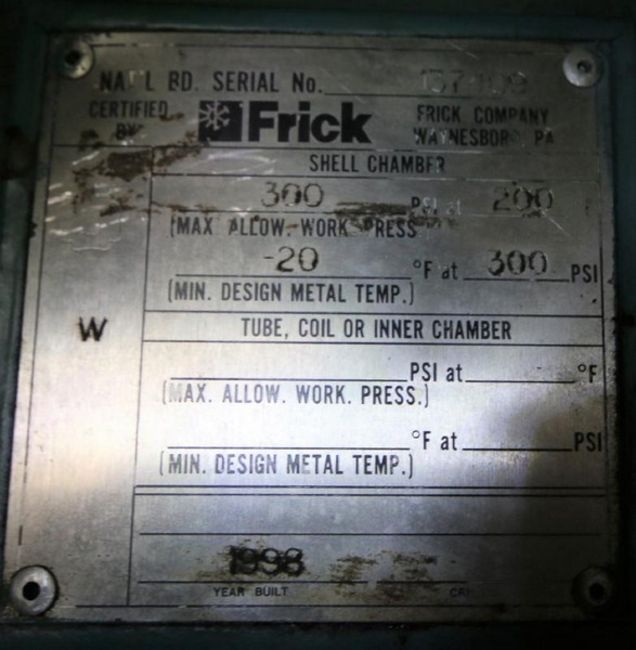 NAT'L BD. SERIAL No.
CERTIFIED BY
Frick
FRICK COMPANY
WAYNESBORO PA
SHELL CHAMBER
300 PSI at 200
(MAX ALLOW. WORK PRESS
-20 °F at 300 PSI
(MIN. DESIGN METAL TEMP.)
W
TUBE, COIL OR INNER CHAMBER
PSI at °F
(MAX. ALLOW. WORK. PRESS.)
°F at PSI
(MIN. DESIGN METAL TEMP.)
1998
YEAR BUILT